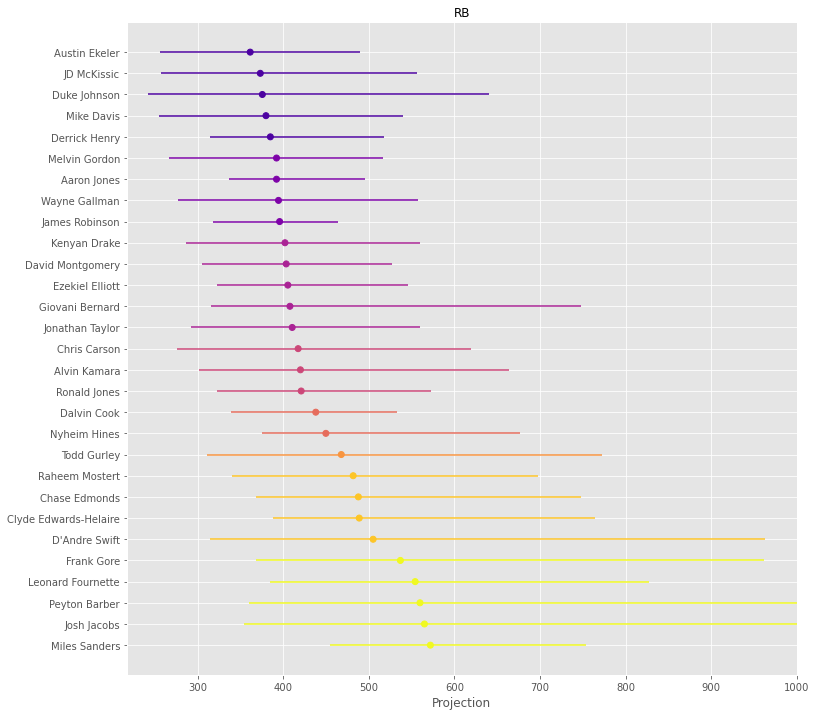 RB
Austin Ekeler
JD McKissic
Duke Johnson
Mike Davis
Derrick Henry
Melvin Gordon
Aaron Jones
Wayne Gallman
James Robinson
Kenyan Drake
David Montgomery
Ezekiel Elliott
Giovani Bernard
Jonathan Taylor
Chris Carson
Alvin Kamara
Ronald Jones
Dalvin Cook
Nyheim Hines
Todd Gurley
Raheem Mostert
Chase Edmonds
Clyde Edwards-Helaire
D'Andre Swift
Frank Gore
Leonard Fournette
Peyton Barber
Josh Jacobs
Miles Sanders
300 400 500 600 700 800 900 1000
Projection